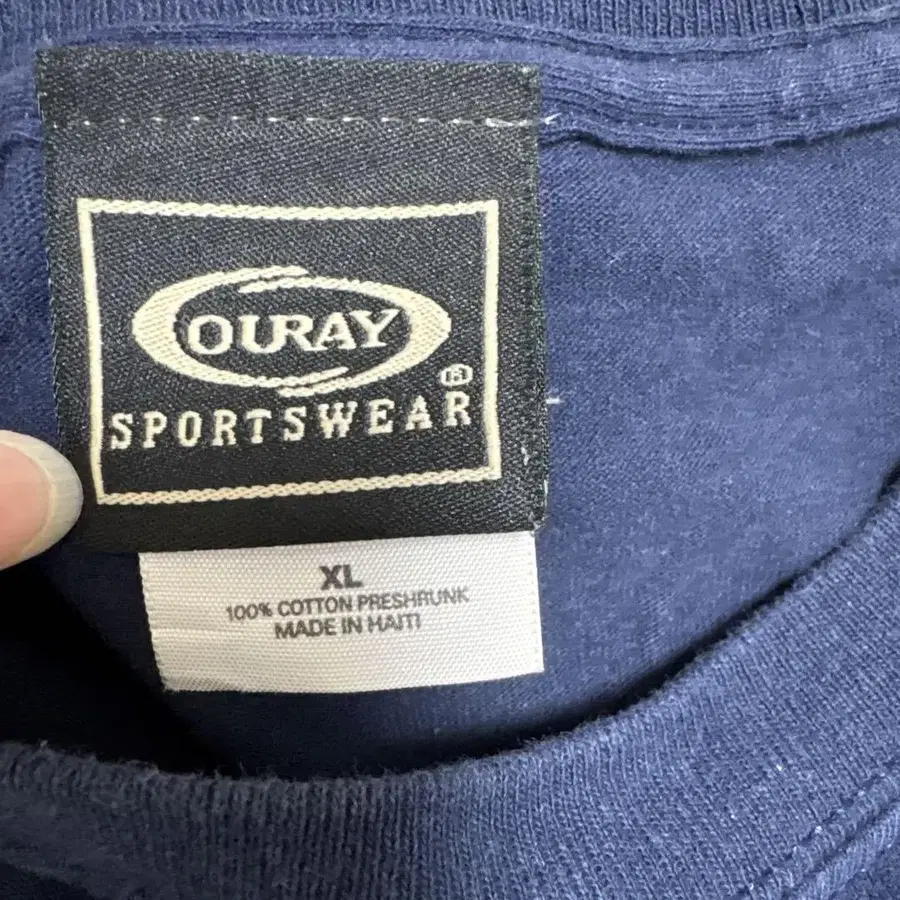 OURAY
®
SPORTSWEAR
XL
100% COTTON PRESHRUNK
MADE IN HAITI